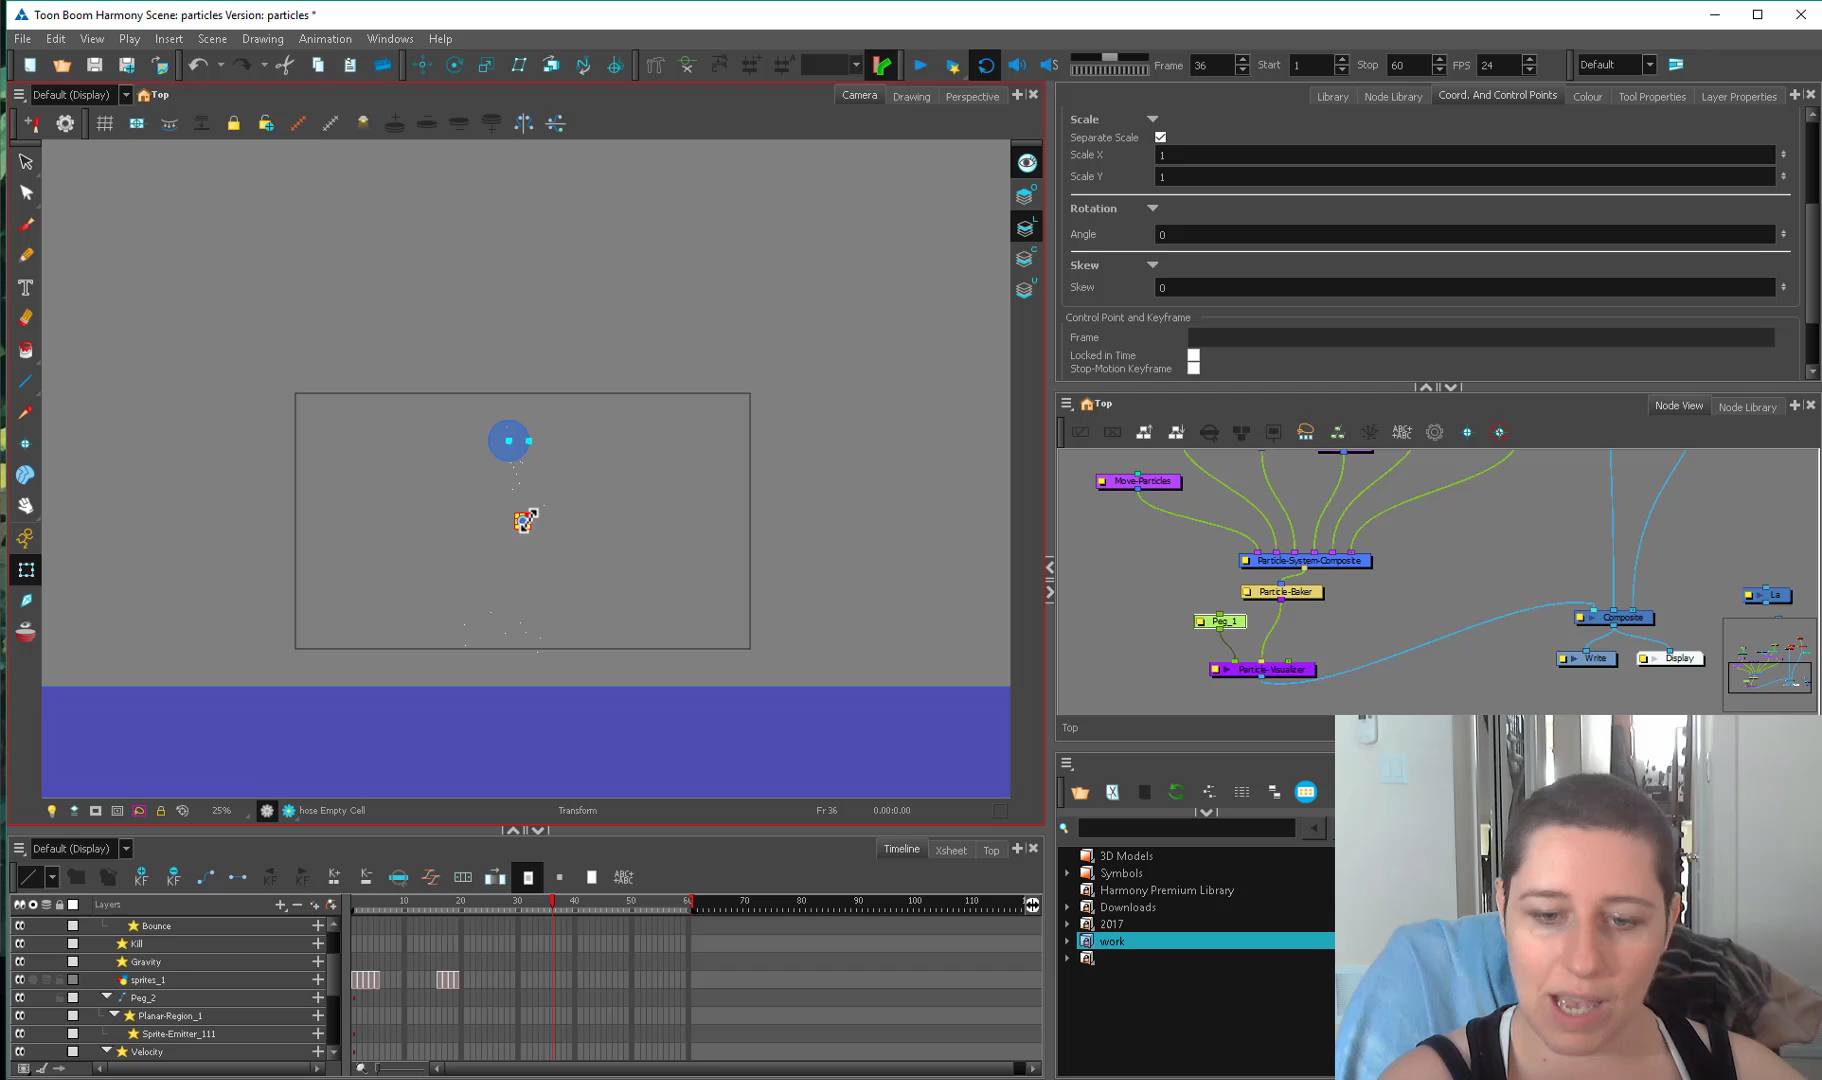 Toon Boom Harmony Scene: particles Version: particles *
File Edit View Play Insert Scene Drawing Animation Windows Help
Frame 36 Start 1 Stop 60 FPS 24 Default
Default (Display) Top Camera Drawing Perspective
25% hose Empty Cell Transform Fr 36 0.00:0.00
Library Node Library Coord. And Control Points Colour Tool Properties Layer Properties
Scale
Separate Scale
Scale X 1
Scale Y 1
Rotation
Angle 0
Skew
Skew 0
Control Point and Keyframe
Frame
Locked in Time
Stop-Motion Keyframe
Top Node View Node Library
Move-Particles
Particle-System-Composite
Particle-Baker
Peg_1
Particle-Visualizer
Composite
Write Display
La
Top
3D Models
Symbols
Harmony Premium Library
Downloads
2017
work
Default (Display) Timeline Xsheet Top
KF KF KF KF K+ K- ABC+ ABC+
Layers 10 20 30 40 50 60 70 80 90 100 110
Bounce
Kill
Gravity
sprites_1
Peg_2
Planar-Region_1
Sprite-Emitter_111
Velocity